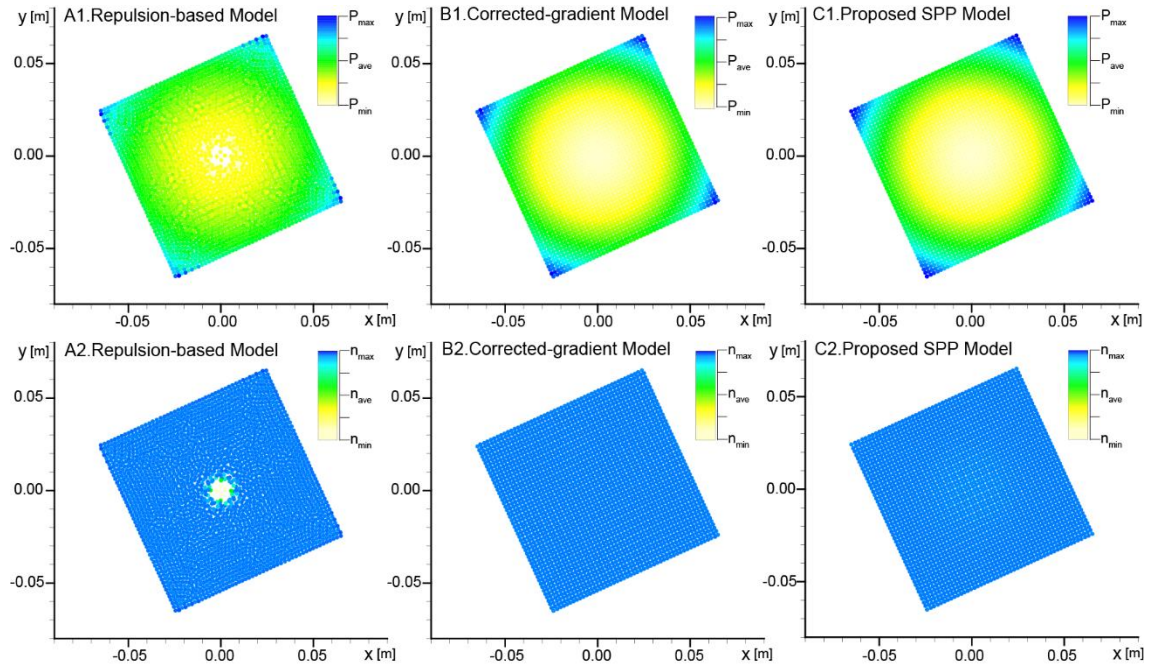 y [m]
A1.Repulsion-based Model
Pmax
Pave
Pmin
0.05
0.00
-0.05
-0.05 0.00 0.05 x [m]
y [m]
B1.Corrected-gradient Model
Pmax
Pave
Pmin
0.05
0.00
-0.05
-0.05 0.00 0.05 x [m]
y [m]
C1.Proposed SPP Model
Pmax
Pave
Pmin
0.05
0.00
-0.05
-0.05 0.00 0.05 x [m]
y [m]
A2.Repulsion-based Model
nmax
nave
nmin
0.05
0.00
-0.05
-0.05 0.00 0.05 x [m]
y [m]
B2.Corrected-gradient Model
nmax
nave
nmin
0.05
0.00
-0.05
-0.05 0.00 0.05 x [m]
y [m]
C2.Proposed SPP Model
nmax
nave
nmin
0.05
0.00
-0.05
-0.05 0.00 0.05 x [m]